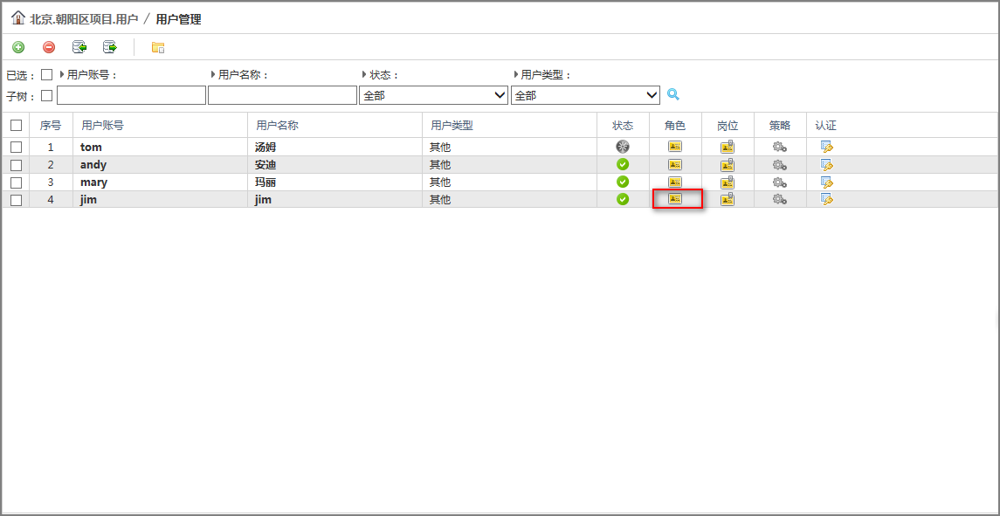 北京.朝阳区项目.用户 / 用户管理
已选： 用户账号： 用户名称： 状态： 用户类型：
子树： 全部 全部
序号 用户账号 用户名称 用户类型 状态 角色 岗位 策略 认证
1 tom 汤姆 其他
2 andy 安迪 其他
3 mary 玛丽 其他
4 jim jim 其他